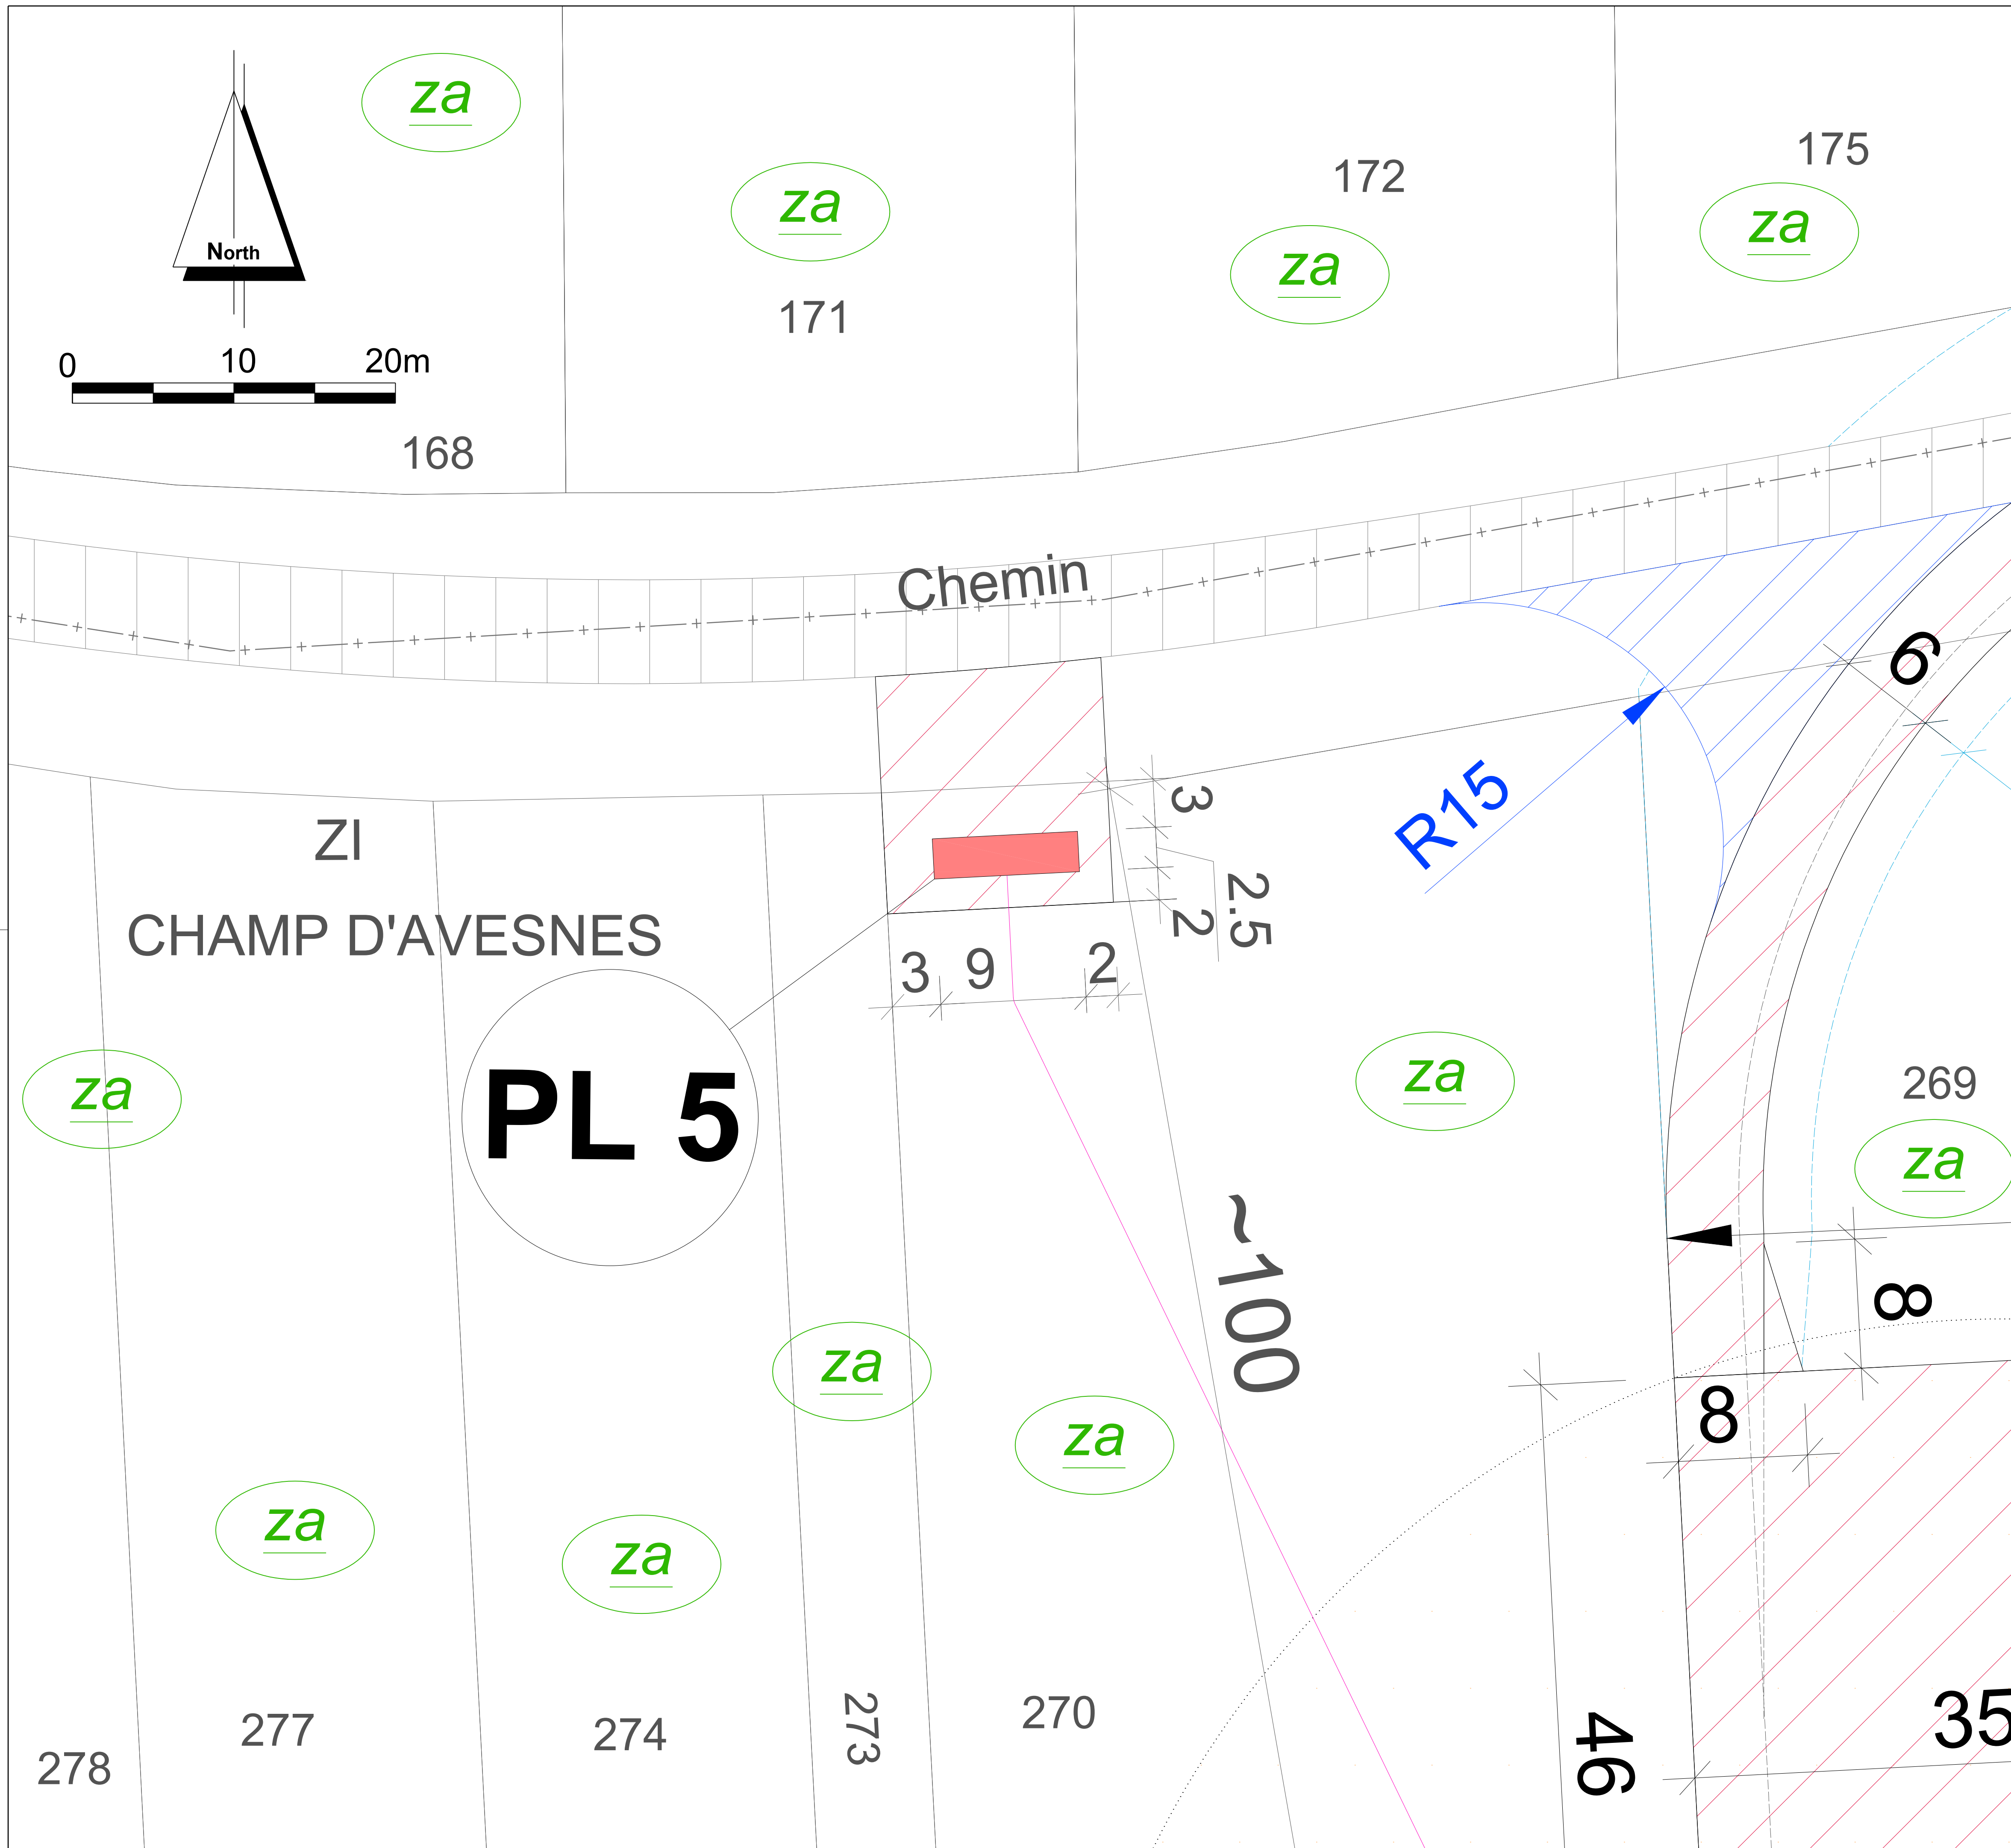 za
175
172
za
za
za
North
171
0 10 20m
168
Chemin
6
3
R15
ZI
2.5
2
CHAMP D'AVESNES
3 9 2
za
269
PL 5
za
za
~100
8
za
8
za
za
za
270
273
35
277
274
46
278